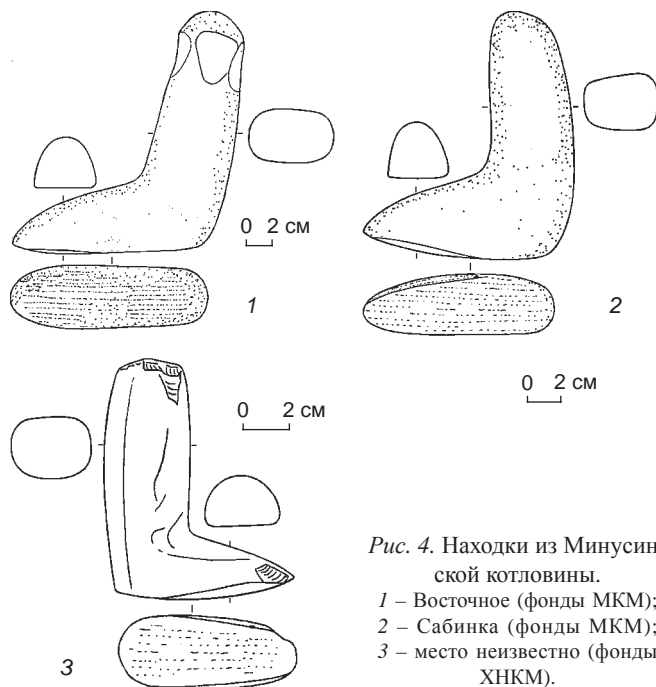 0 2 см
1
2
0 2 см
0 2 см
3
Рис. 4. Находки из Минусин
ской котловины.
1 – Восточное (фонды МКМ);
2 – Сабинка (фонды МКМ);
3 – место неизвестно (фонды
ХНКМ).